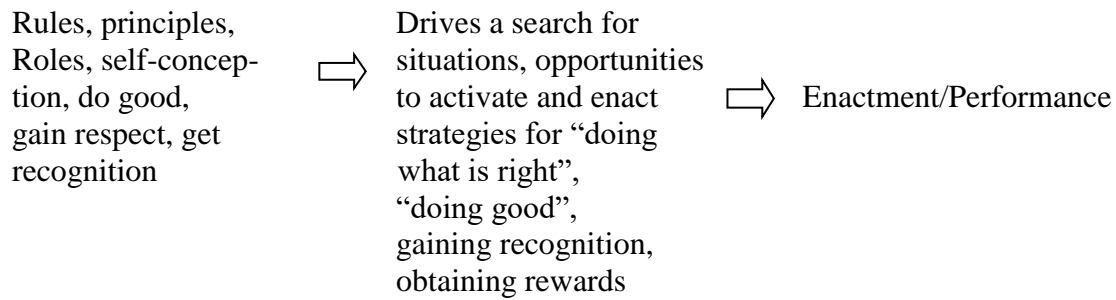 Rules, principles,
Roles, self-concep-
tion, do good,
gain respect, get
recognition
Drives a search for
situations, opportunities
to activate and enact
strategies for “doing
what is right”,
“doing good”,
gaining recognition,
obtaining rewards
Enactment/Performance